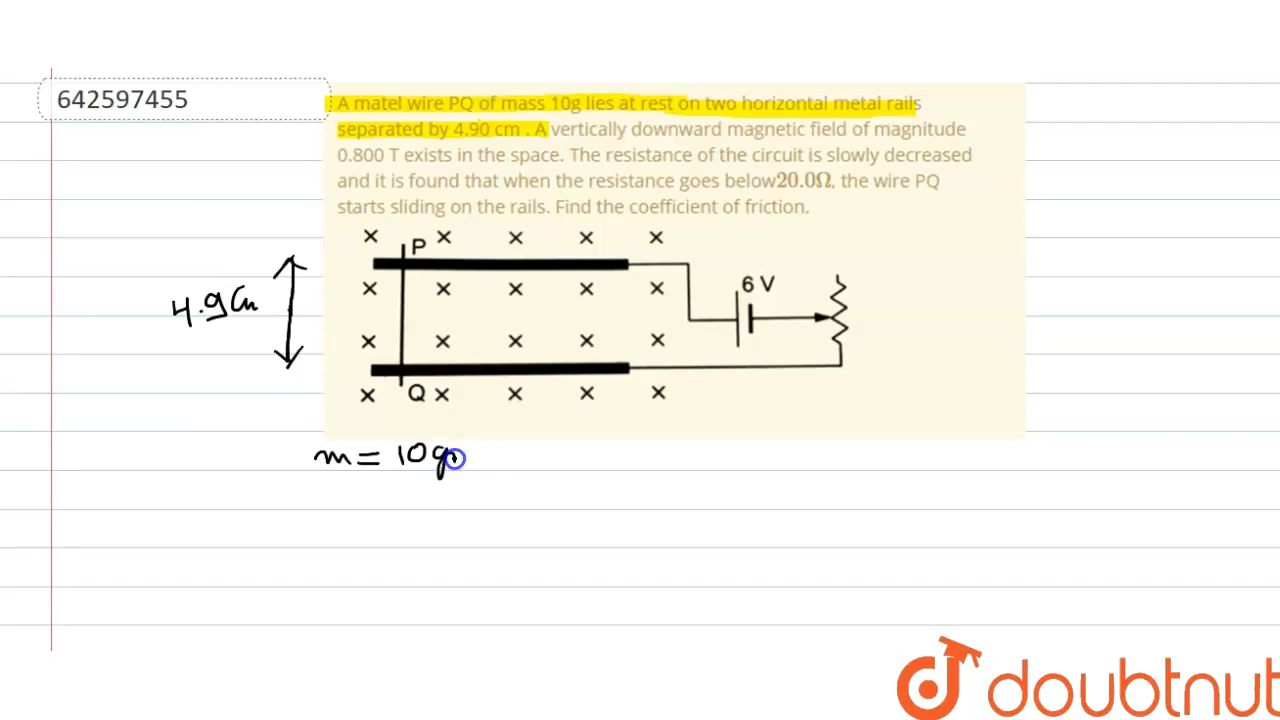 642597455
A matel wire PQ of mass 10g lies at rest on two horizontal metal rails
separated by 4.90 cm . A vertically downward magnetic field of magnitude
0.800 T exists in the space. The resistance of the circuit is slowly decreased
and it is found that when the resistance goes below20.0Ω, the wire PQ
starts sliding on the rails. Find the coefficient of friction.
× P × × × ×
6 V
× × × × ×
4.9 Cm
× × × × ×
× Q × × × ×
m = 10g
doubtnut